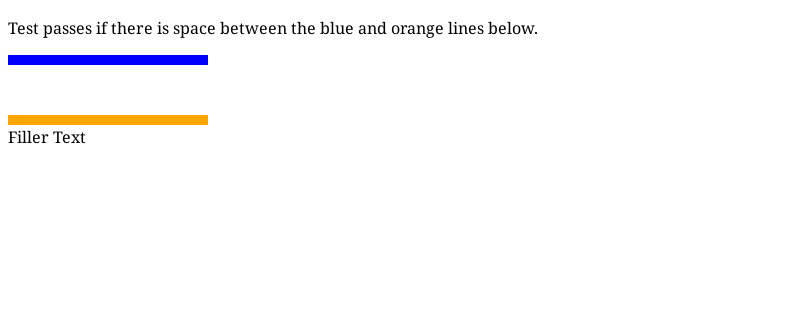 Test passes if there is space between the blue and orange lines below.
Filler Text